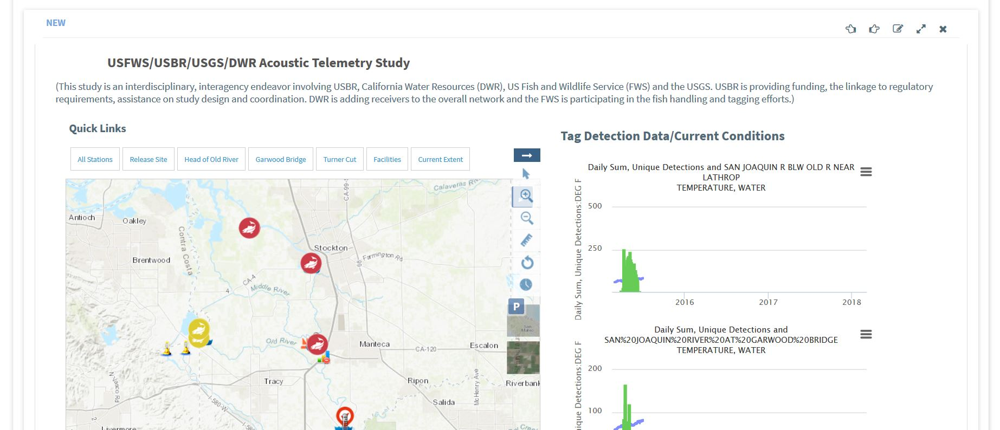 NEW
USFWS/USBR/USGS/DWR Acoustic Telemetry Study
(This study is an interdisciplinary, interagency endeavor involving USBR, California Water Resources (DWR), US Fish and Wildlife Service (FWS) and the USGS. USBR is providing funding, the linkage to regulatory
requirements, assistance on study design and coordination. DWR is adding receivers to the overall network and the FWS is participating in the fish handling and tagging efforts.)
Quick Links
All Stations
Release Site
Head of Old River
Garwood Bridge
Turner Cut
Facilities
Current Extent
Antioch
Oakley
Brentwood
Contra Costa
Stockton
Farmington Rd
CA-99
99
CA-4
4
Middle River
Old River
Manteca
CA-120
Escalon
Tracy
Ripon
Salida
McHenry Ave
Riverbank
N Vasco Rd
I-580-W
2
Livermore
P
Tag Detection Data/Current Conditions
Daily Sum, Unique Detections and SAN JOAQUIN R BLW OLD R NEAR
LATHROP
TEMPERATURE, WATER
Daily Sum, Unique Detections:DEG F
500
250
2016
2017
2018
Daily Sum, Unique Detections and
SAN%20JOAQUIN%20RIVER%20AT%20GARWOOD%20BRIDGE
TEMPERATURE, WATER
Detections:DEG F
200
100